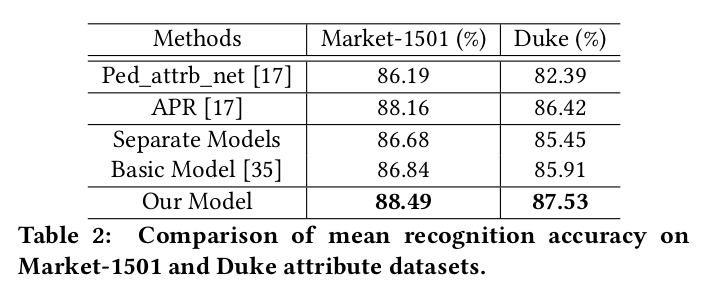 Methods Market-1501 (%) Duke (%)
Ped_attrb_net [17] 86.19 82.39
APR [17] 88.16 86.42
Separate Models 86.68 85.45
Basic Model [35] 86.84 85.91
Our Model 88.49 87.53
Table 2: Comparison of mean recognition accuracy on
Market-1501 and Duke attribute datasets.